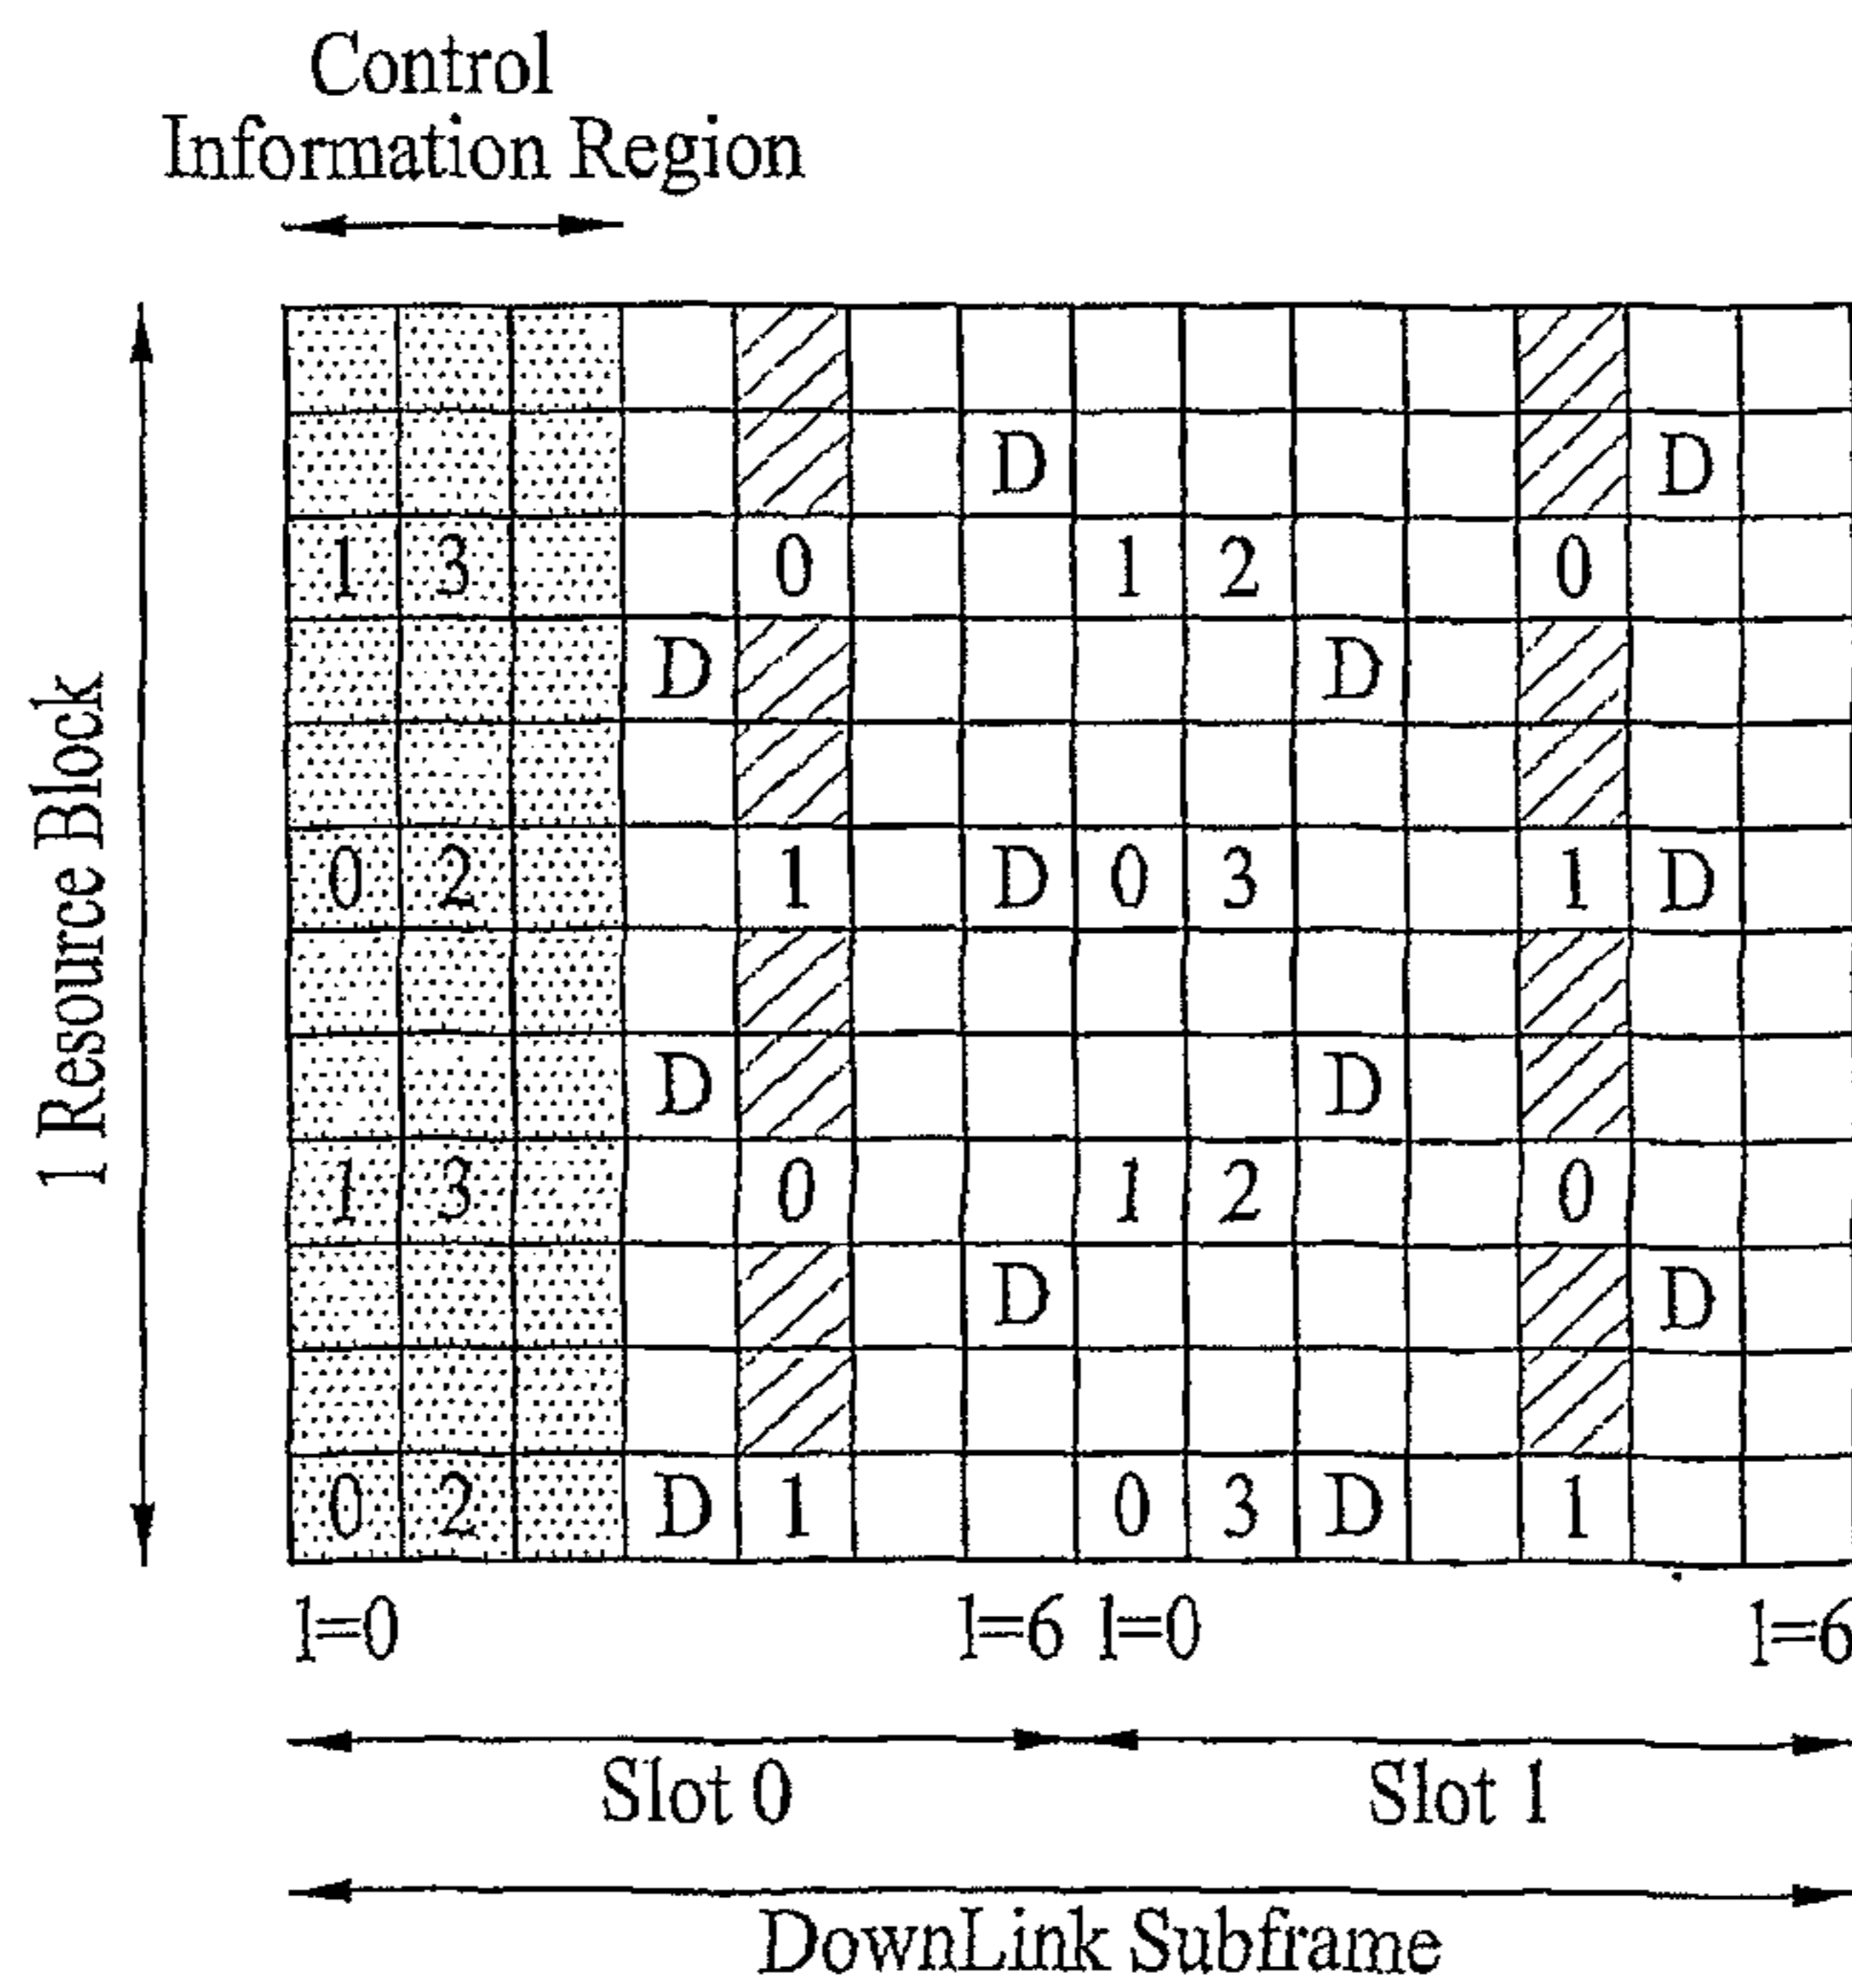 Control
Information Region
1 Resource Block
D D
1 3 0 1 2 0
D D
0 2 1 D 0 3 1 D
D D
1 3 0 1 2 0
D D
0 2 D 1 0 3 D 1
l=0 l=6 l=0 l=6
Slot 0 Slot 1
DownLink Subframe